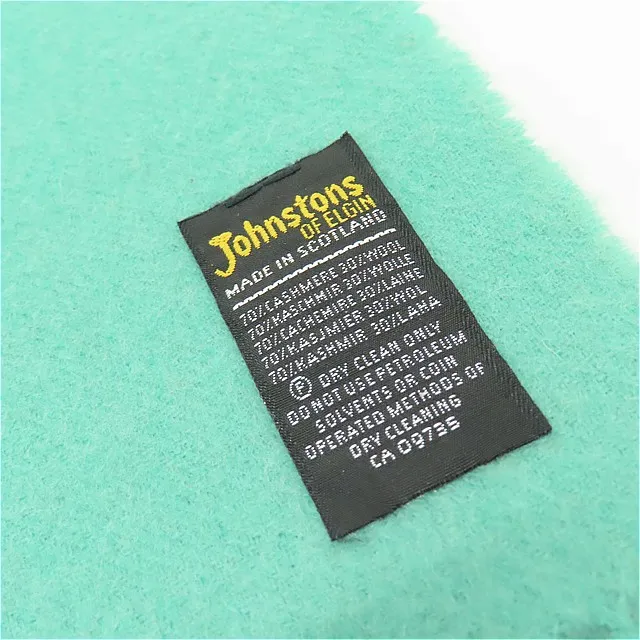 Johnstons
OF ELGIN
MADE IN SCOTLAND
70%CASHMERE 30%WOOL
70%KASCHMIR 30%WOLLE
70%CACHEMIRE 30%LAINE
70%KASJMIER 30%WOL
70%KASHMIR 30%LANA
Ⓟ DRY CLEAN ONLY
DO NOT USE PETROLEUM
SOLVENTS OR COIN
OPERATED METHODS OF
DRY CLEANING
CA 09735